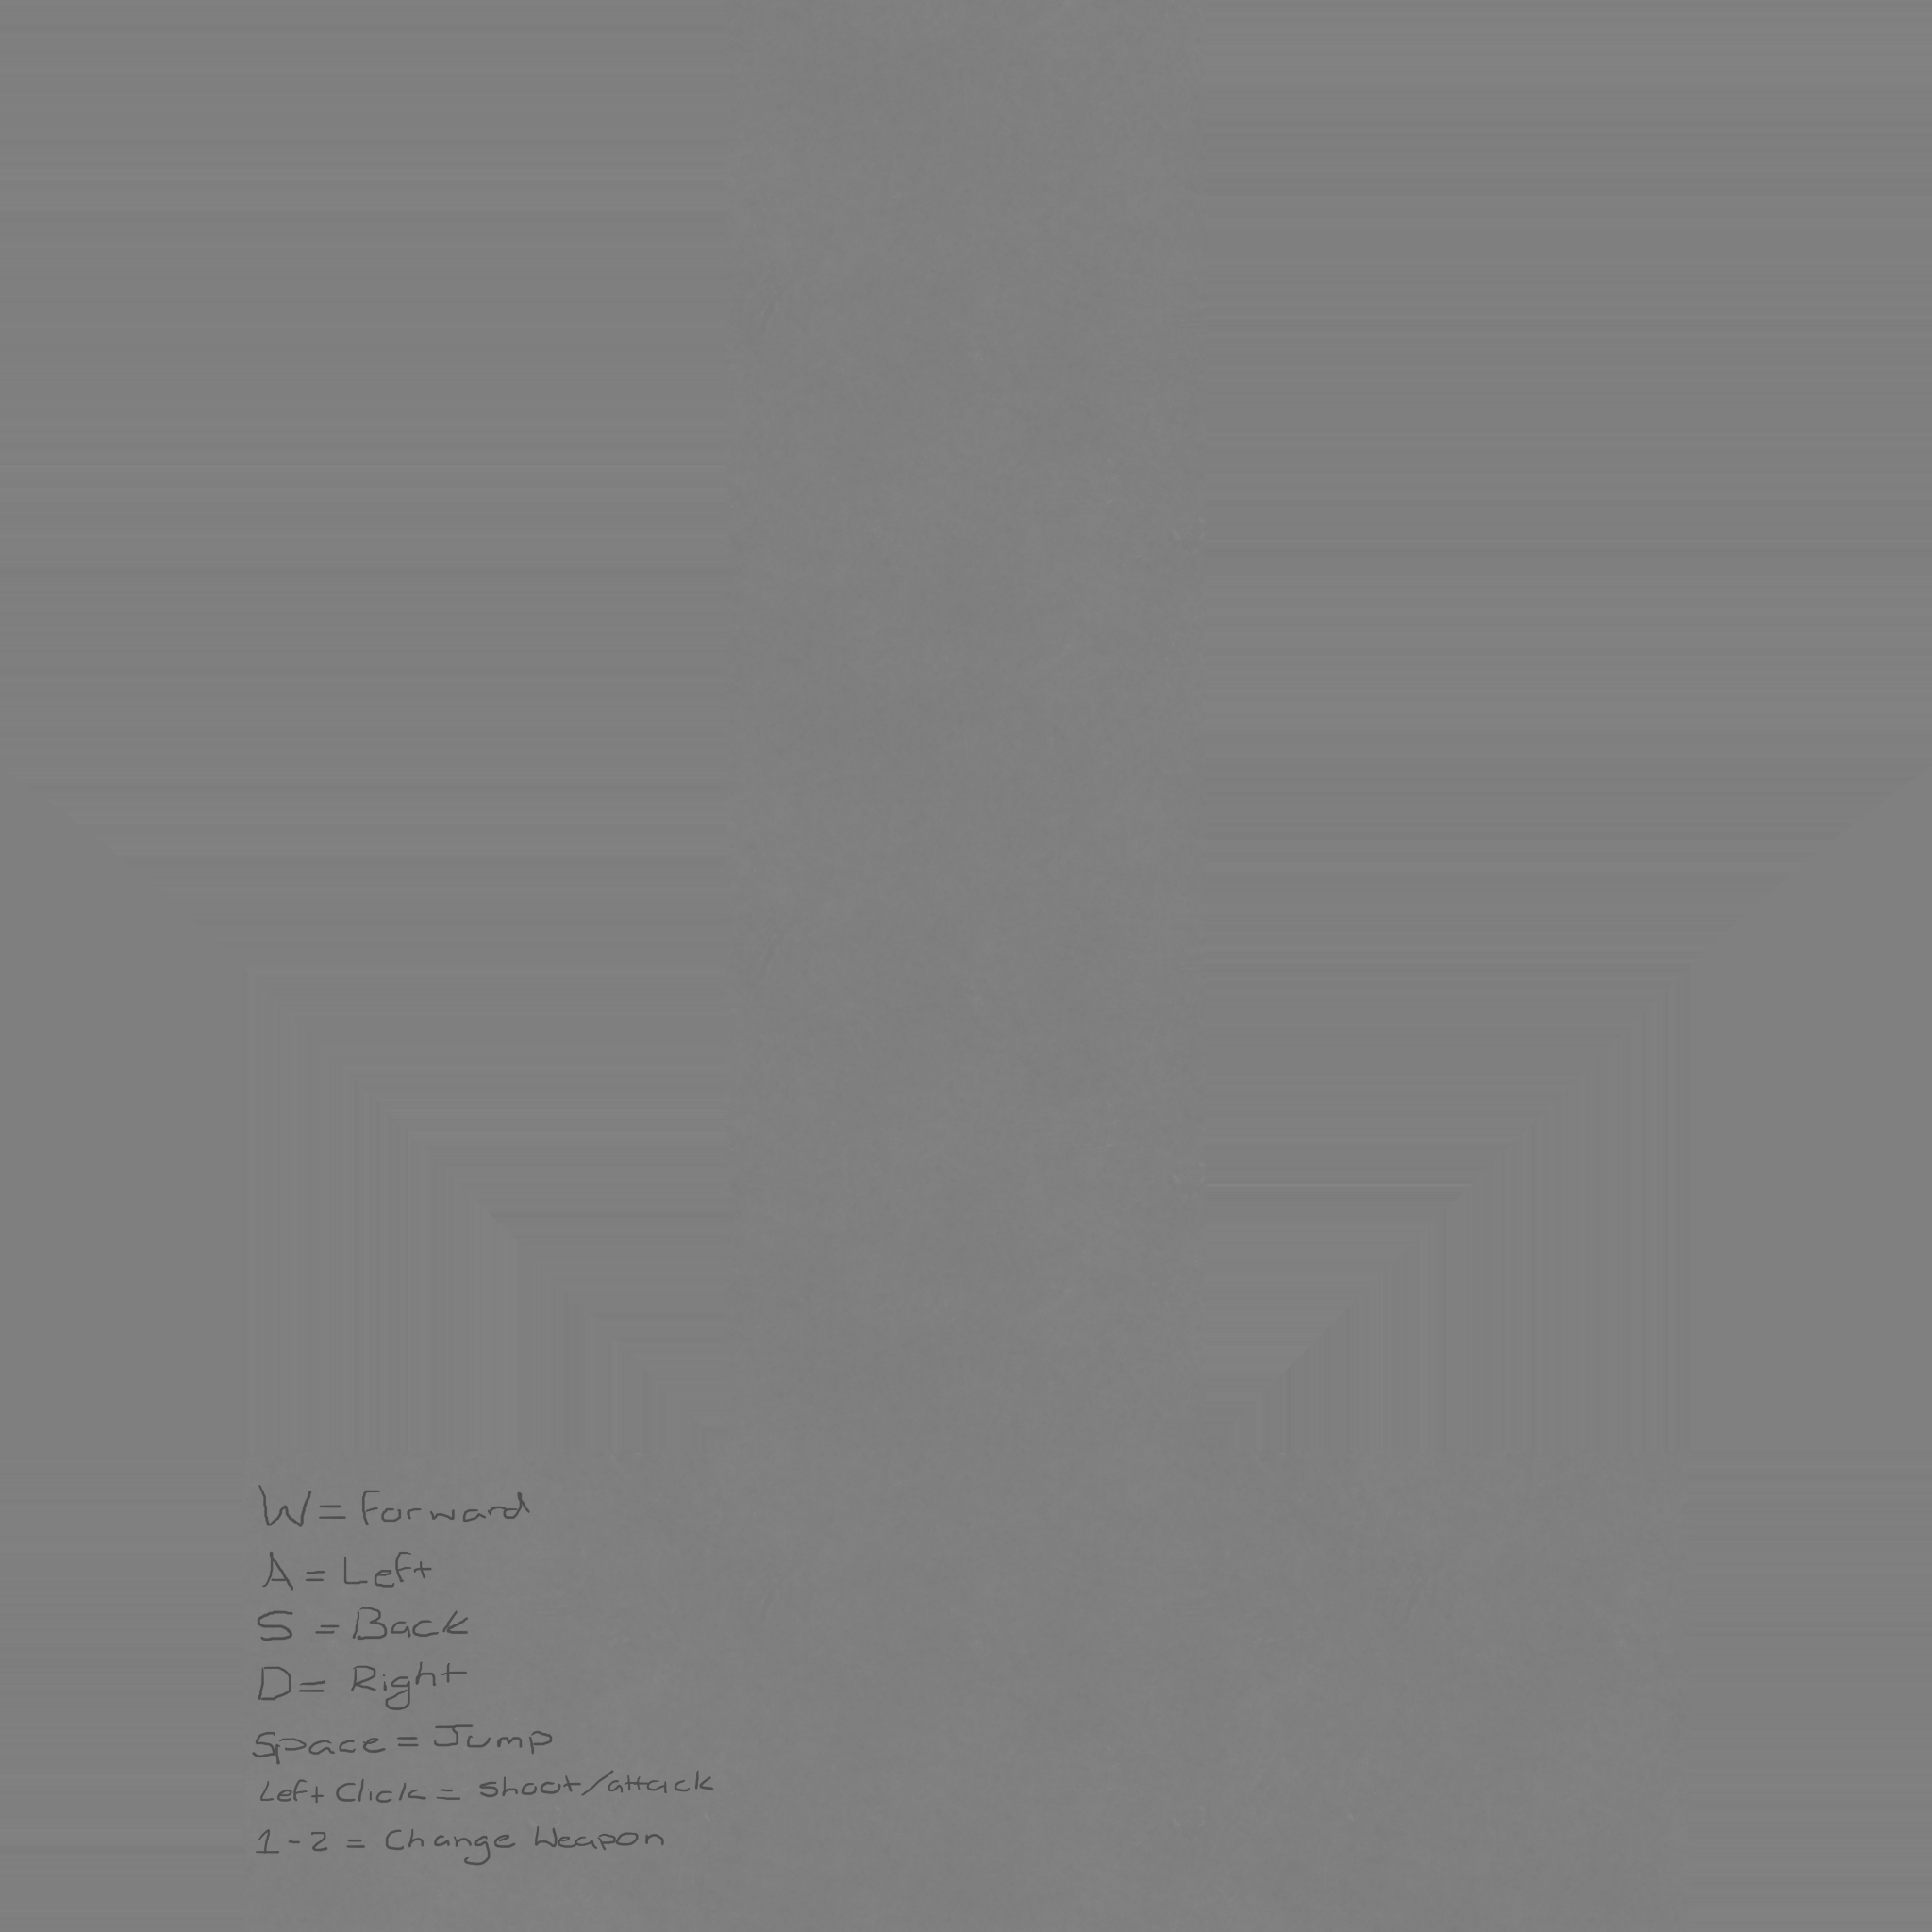 W = Forward
A = Left
S = Back
D = Right
Space = Jump
Left Click = shoot/attack
1-2 = Change Weapon